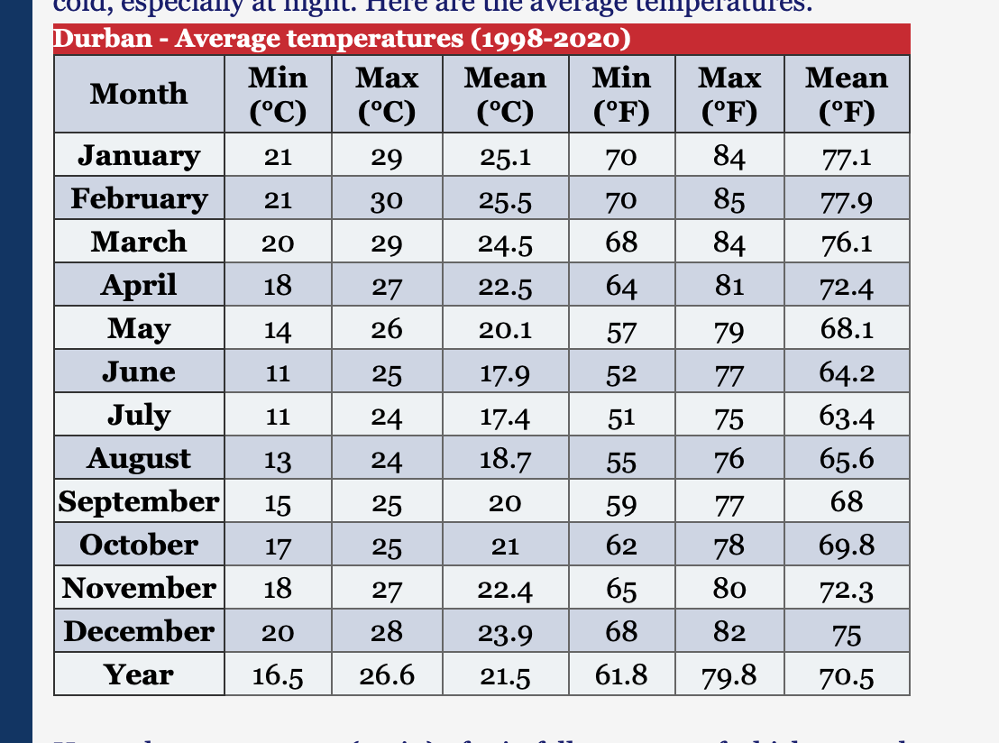 cold, especially at night. Here are the average temperatures.
Durban - Average temperatures (1998-2020)
Month Min (°C) Max (°C) Mean (°C) Min (°F) Max (°F) Mean (°F)
January 21 29 25.1 70 84 77.1
February 21 30 25.5 70 85 77.9
March 20 29 24.5 68 84 76.1
April 18 27 22.5 64 81 72.4
May 14 26 20.1 57 79 68.1
June 11 25 17.9 52 77 64.2
July 11 24 17.4 51 75 63.4
August 13 24 18.7 55 76 65.6
September 15 25 20 59 77 68
October 17 25 21 62 78 69.8
November 18 27 22.4 65 80 72.3
December 20 28 23.9 68 82 75
Year 16.5 26.6 21.5 61.8 79.8 70.5